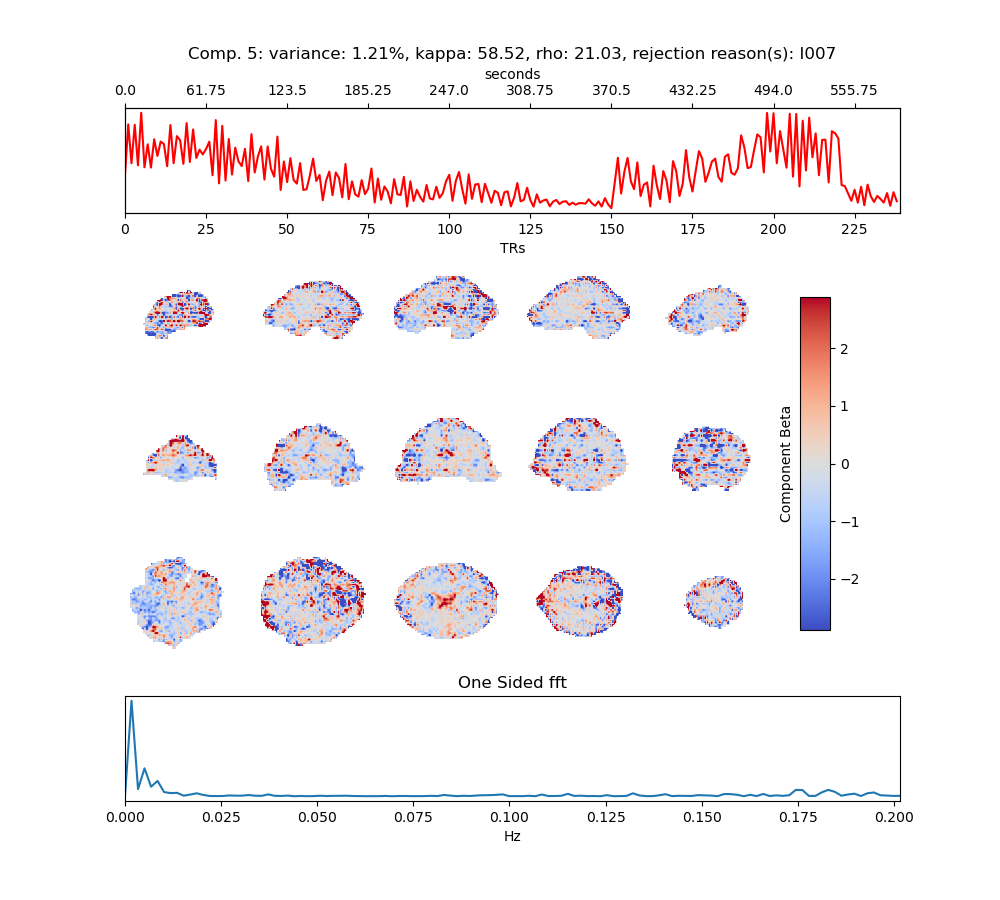 Comp. 5: variance: 1.21%, kappa: 58.52, rho: 21.03, rejection reason(s): I007
seconds
0.0 61.75 123.5 185.25 247.0 308.75 370.5 432.25 494.0 555.75
0 25 50 75 100 125 150 175 200 225
TRs
2
1
0
−1
−2
Component Beta
One Sided fft
0.000 0.025 0.050 0.075 0.100 0.125 0.150 0.175 0.200
Hz